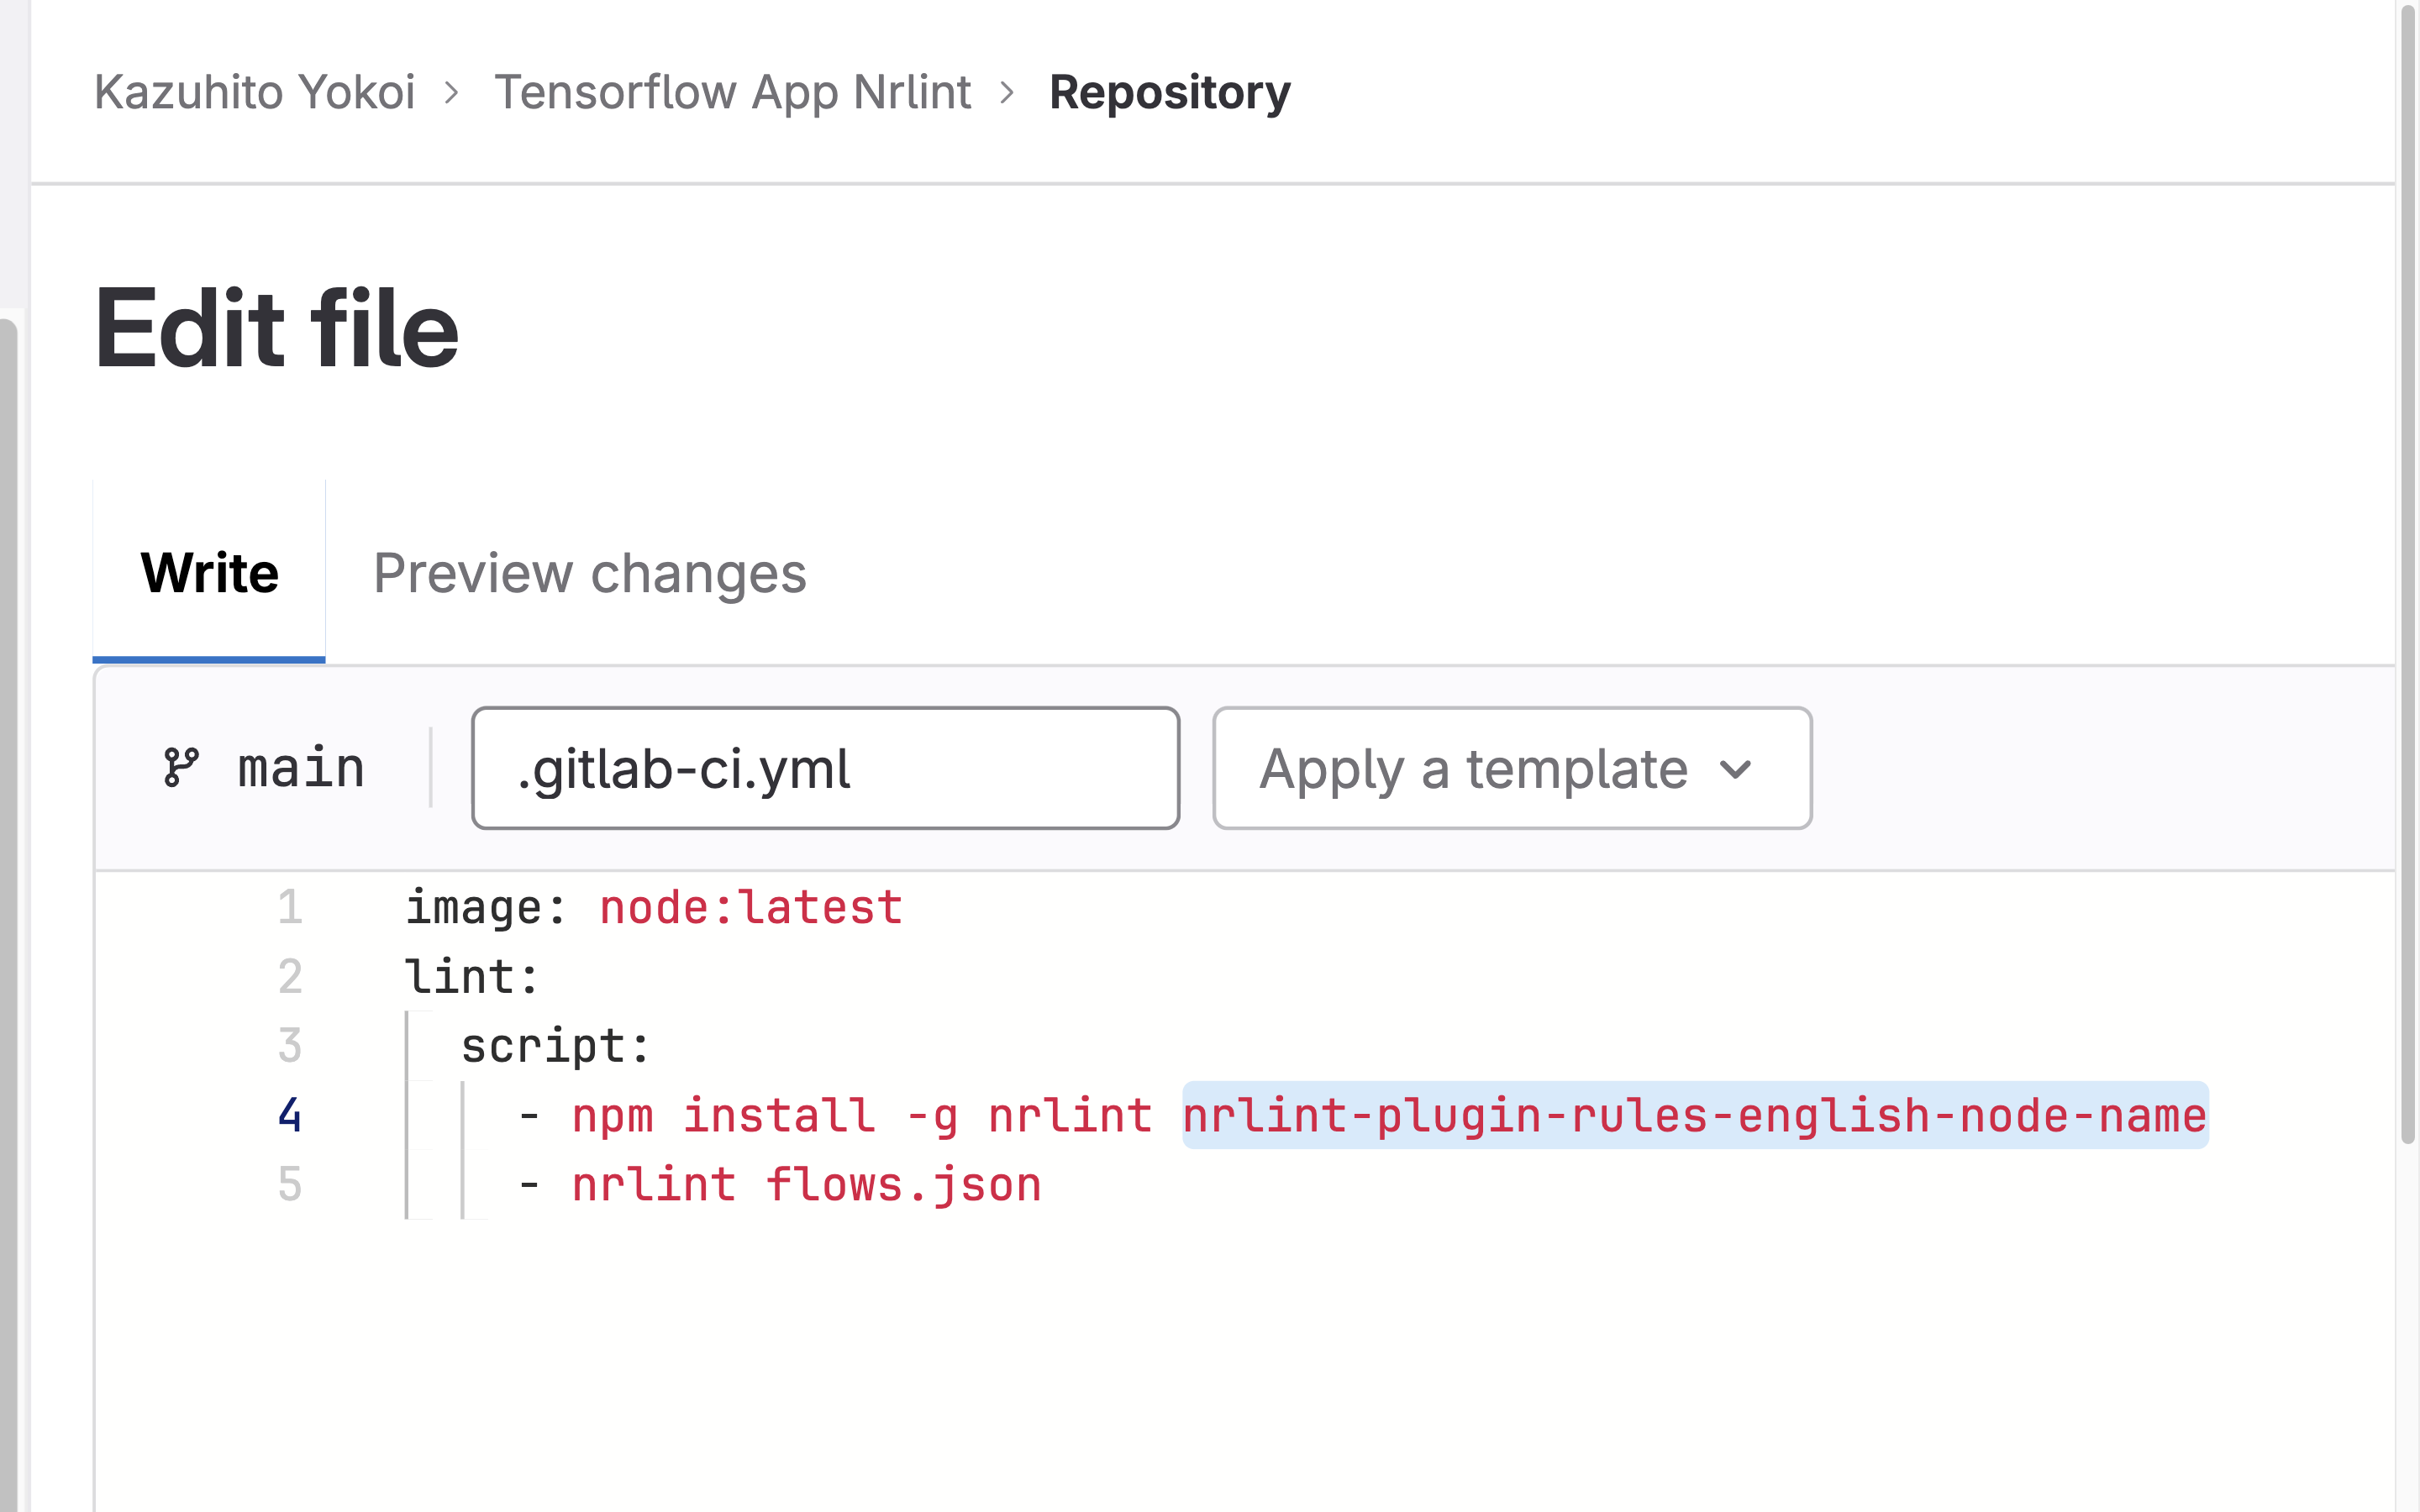 Kazuhito Yokoi > Tensorflow App Nrlint > Repository
Edit file
Write Preview changes
main .gitlab-ci.yml Apply a template
1 image: node:latest
2 lint:
3 script:
4 - npm install -g nrlint nrlint-plugin-rules-english-node-name
5 - nrlint flows.json